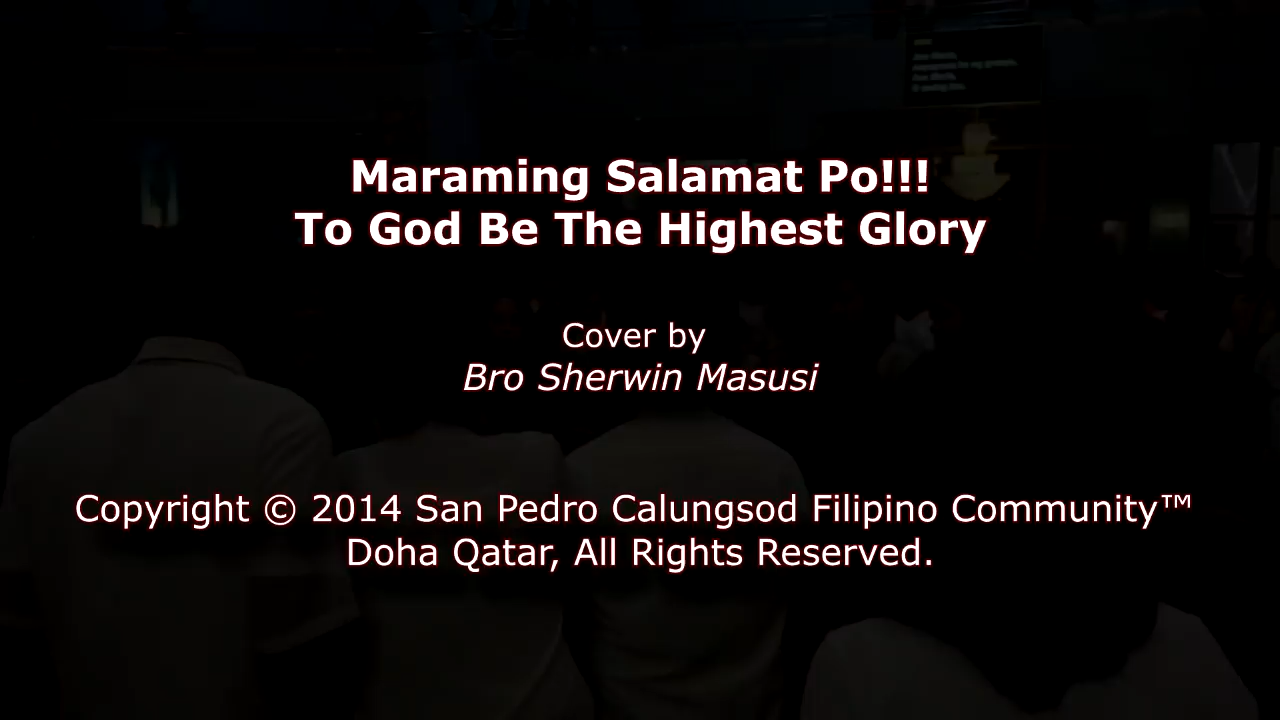 Maraming Salamat Po!!!
To God Be The Highest Glory
Cover by
Bro Sherwin Masusi
Copyright © 2014 San Pedro Calungsod Filipino Community™
Doha Qatar, All Rights Reserved.